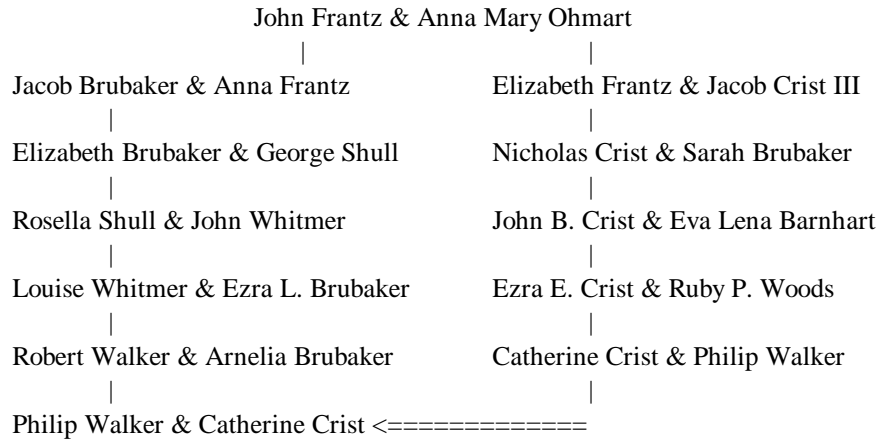 John Frantz & Anna Mary Ohmart
| |
Jacob Brubaker & Anna Frantz Elizabeth Frantz & Jacob Crist III
| |
Elizabeth Brubaker & George Shull Nicholas Crist & Sarah Brubaker
| |
Rosella Shull & John Whitmer John B. Crist & Eva Lena Barnhart
| |
Louise Whitmer & Ezra L. Brubaker Ezra E. Crist & Ruby P. Woods
| |
Robert Walker & Arnelia Brubaker Catherine Crist & Philip Walker
| |
Philip Walker & Catherine Crist <=============